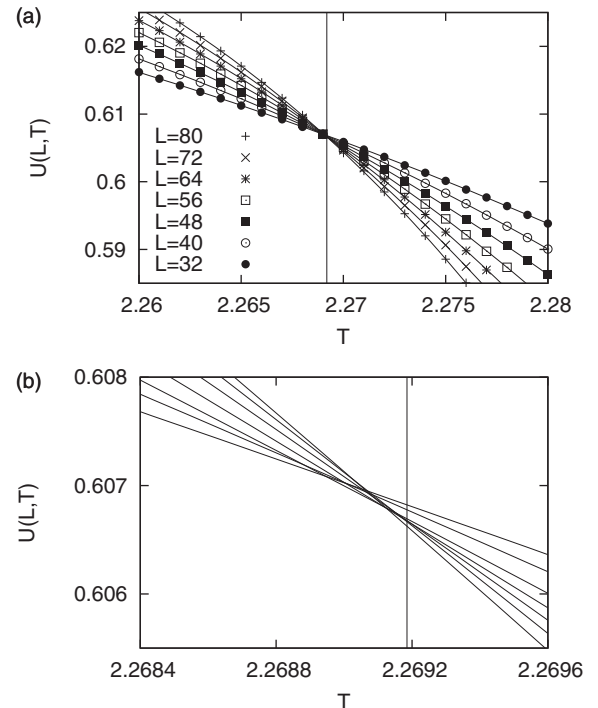 (a)
0.62
0.61
0.6
0.59
U(L,T)
L=80
L=72
L=64
L=56
L=48
L=40
L=32
2.26 2.265 2.27 2.275 2.28
T
(b)
0.608
0.607
0.606
U(L,T)
2.2684 2.2688 2.2692 2.2696
T